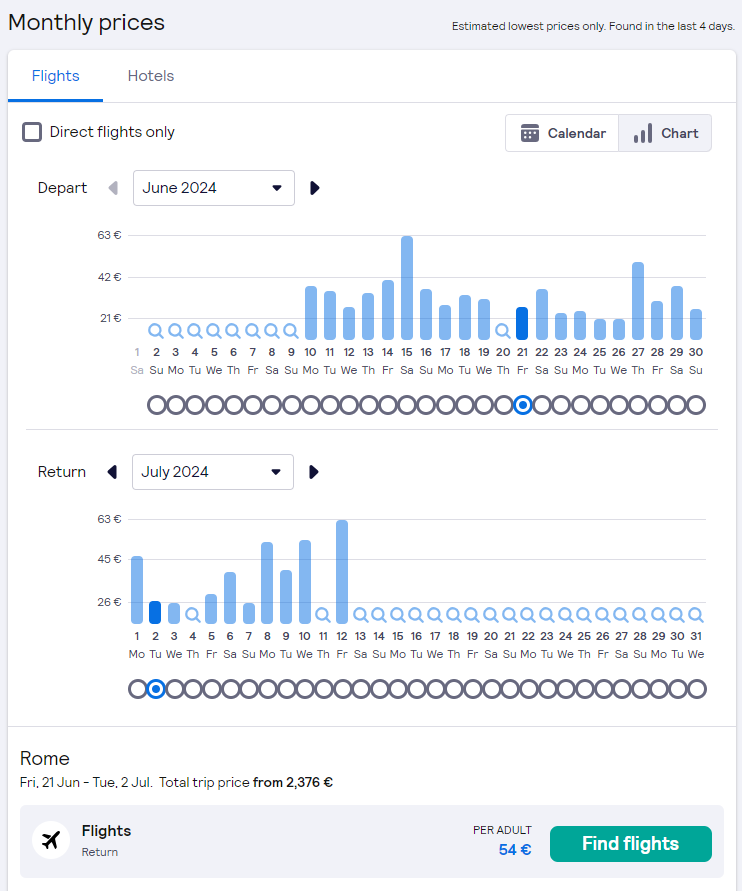 Monthly prices
Estimated lowest prices only. Found in the last 4 days.
Flights Hotels
Direct flights only
Calendar Chart
Depart June 2024
63 €
42 €
21 €
1 2 3 4 5 6 7 8 9 10 11 12 13 14 15 16 17 18 19 20 21 22 23 24 25 26 27 28 29 30
Sa Su Mo Tu We Th Fr Sa Su Mo Tu We Th Fr Sa Su Mo Tu We Th Fr Sa Su Mo Tu We Th Fr Sa Su
Return July 2024
63 €
45 €
26 €
1 2 3 4 5 6 7 8 9 10 11 12 13 14 15 16 17 18 19 20 21 22 23 24 25 26 27 28 29 30 31
Mo Tu We Th Fr Sa Su Mo Tu We Th Fr Sa Su Mo Tu We Th Fr Sa Su Mo Tu We Th Fr Sa Su Mo Tu We
Rome
Fri, 21 Jun - Tue, 2 Jul. Total trip price from 2,376 €
Flights
Return
PER ADULT
54 €
Find flights